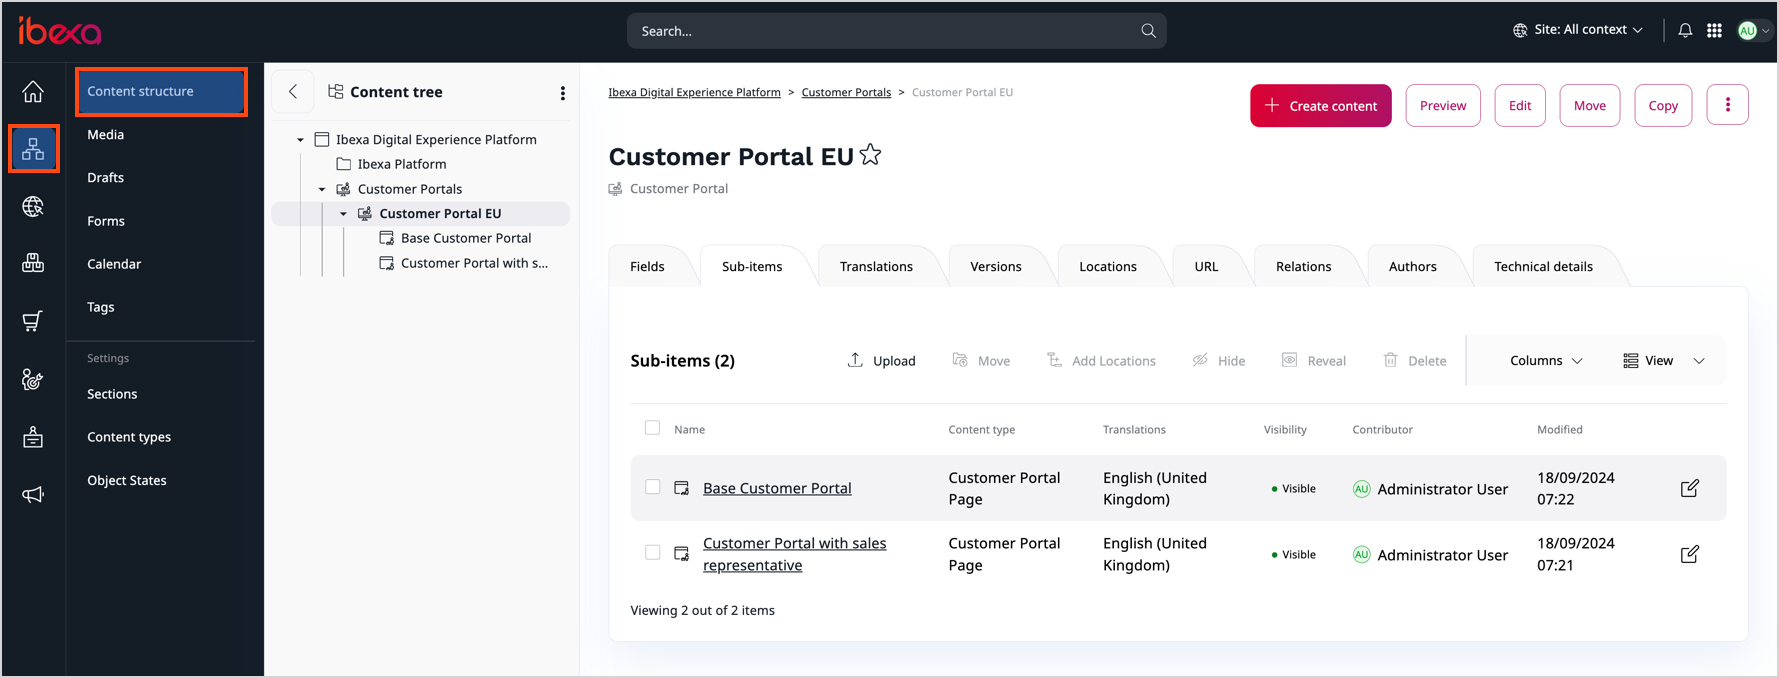 ibexa
Search...
Site: All context
AU
Content structure
Media
Drafts
Forms
Calendar
Tags
Settings
Sections
Content types
Object States
Content tree
Ibexa Digital Experience Platform
Ibexa Platform
Customer Portals
Customer Portal EU
Base Customer Portal
Customer Portal with s...
Ibexa Digital Experience Platform > Customer Portals > Customer Portal EU
Create content
Preview
Edit
Move
Copy
Customer Portal EU
Customer Portal
Fields
Sub-items
Translations
Versions
Locations
URL
Relations
Authors
Technical details
Sub-items (2)
Upload
Move
Add Locations
Hide
Reveal
Delete
Columns
View
Name
Content type
Translations
Visibility
Contributor
Modified
Base Customer Portal
Customer Portal
Page
English (United
Kingdom)
Visible
AU Administrator User
18/09/2024
07:22
Customer Portal with sales
representative
Customer Portal
Page
English (United
Kingdom)
Visible
AU Administrator User
18/09/2024
07:21
Viewing 2 out of 2 items